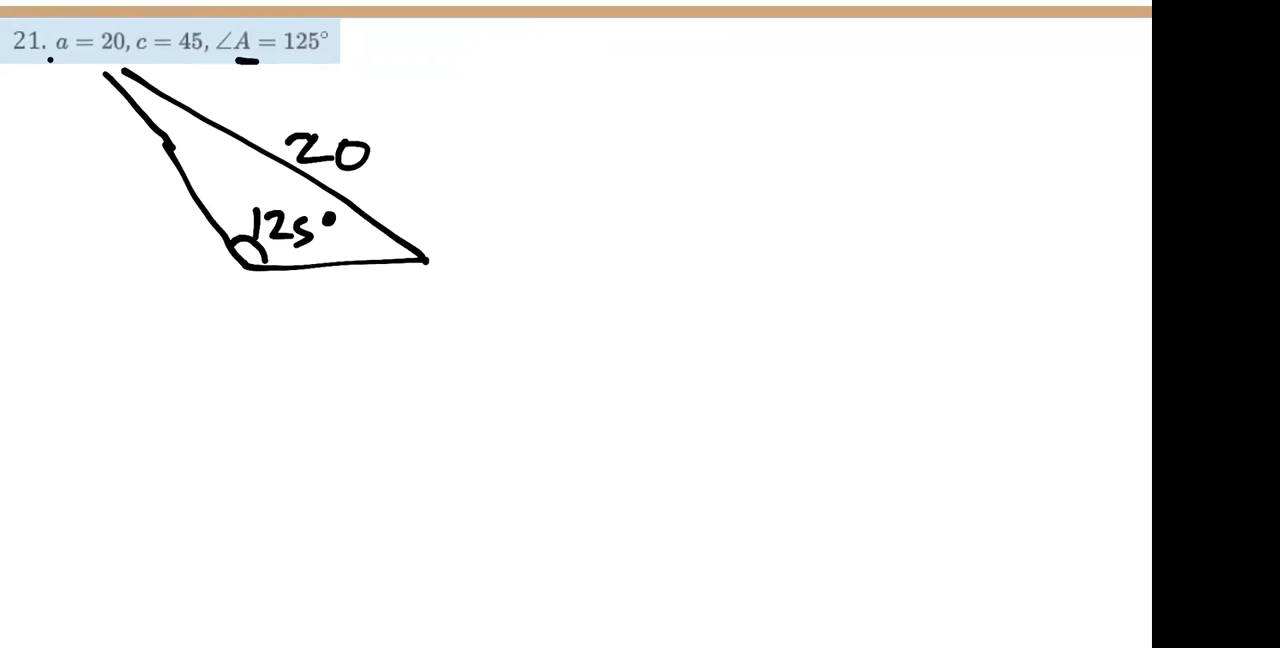 21. a = 20, c = 45, ∠A = 125°
20
125°